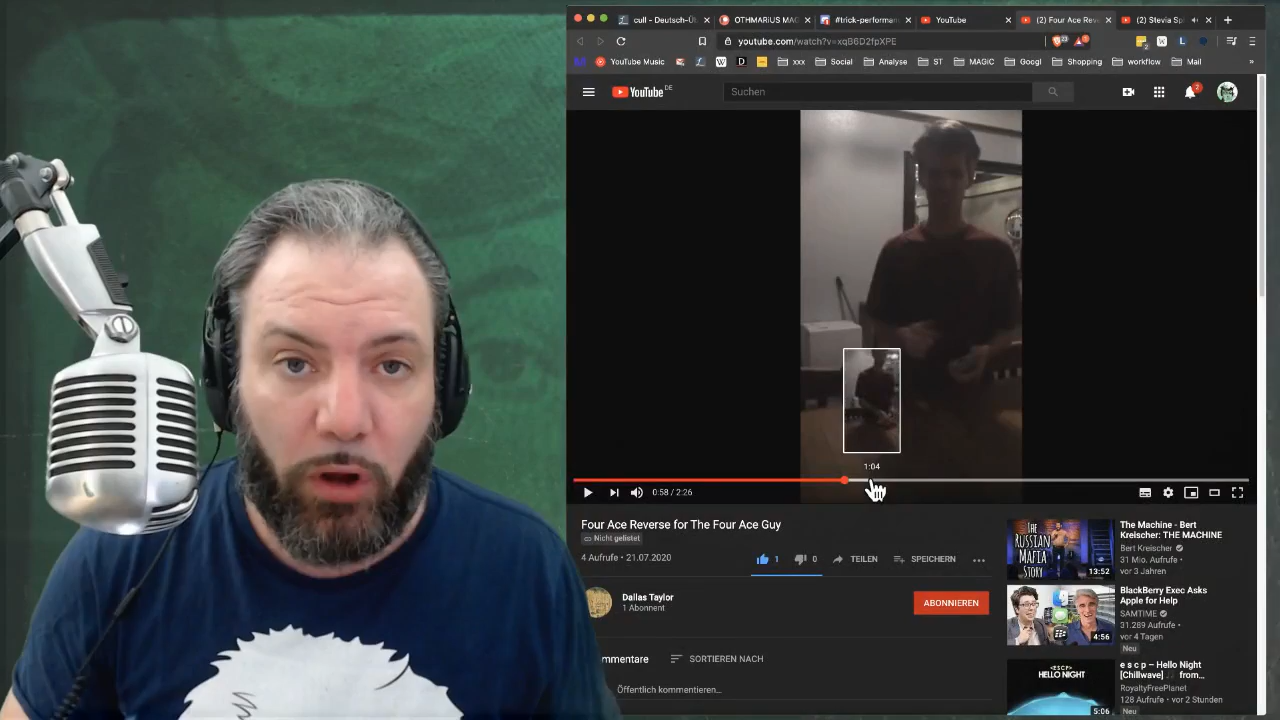 cull - Deutsch-Üb
OTHMARiUS MAG
#trick-performan
YouTube
(2) Four Ace Rev
(2) Stevia Sp
youtube.com/watch?v=xqB6D2fpXPE
YouTube Music
xxx
Social
Analyse
ST
MAGiC
Googl
Shopping
workflow
Mail
YouTube DE
Suchen
2
1:04
0:58 / 2:26
Four Ace Reverse for The Four Ace Guy
Nicht gelistet
4 Aufrufe • 21.07.2020
1
0
TEILEN
SPEICHERN
Dallas Taylor
1 Abonnent
ABONNIEREN
mmentare
SORTIEREN NACH
Öffentlich kommentieren...
THE RUSSIAN MAFIA STORY
13:52
The Machine - Bert Kreischer: THE MACHINE
Bert Kreischer
31 Mio. Aufrufe •
vor 3 Jahren
4:56
BlackBerry Exec Asks
Apple for Help
SAMTIME
31.289 Aufrufe •
vor 4 Tagen
Neu
<ESCP>
HELLO NIGHT
5:06
e s c p – Hello Night
[Chillwave] from...
RoyaltyFreePlanet
128 Aufrufe • vor 2 Stunden
Neu